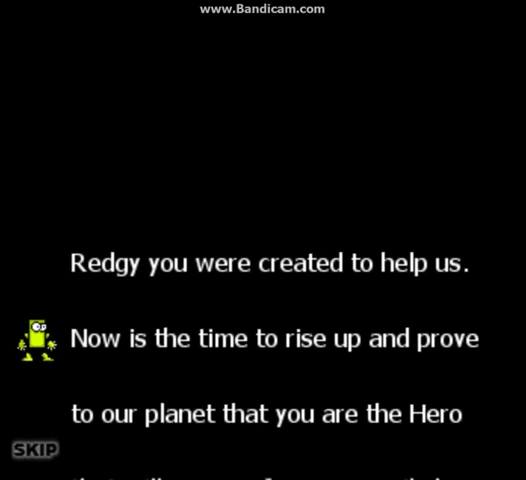 www.Bandicam.com
Redgy you were created to help us.
Now is the time to rise up and prove
to our planet that you are the Hero
SKIP